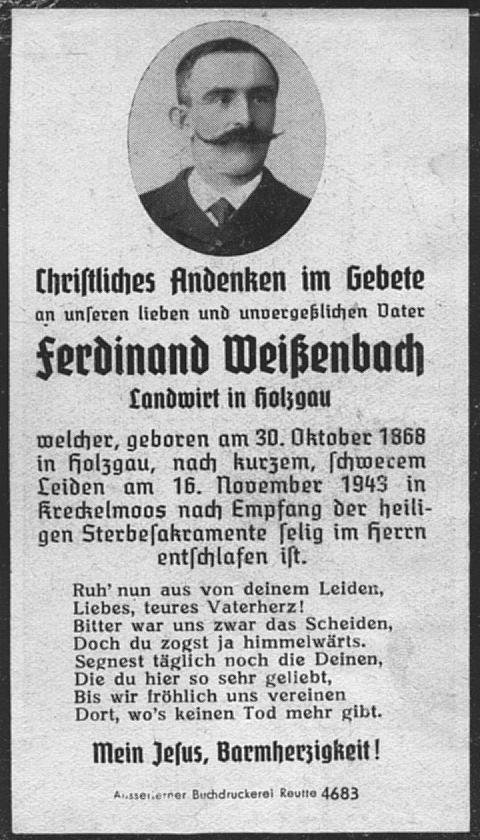 Christliches Andenken im Gebete
an unseren lieben und unvergeßlichen Vater
Ferdinand Weißenbach
Landwirt in Holzgau
welcher, geboren am 30. Oktober 1868
in Holzgau, nach kurzem, schwerem
Leiden am 16. November 1943 in
Kreckelmoos nach Empfang der heili-
gen Sterbesakramente selig im Herrn
entschlafen ist.
Ruh' nun aus von deinem Leiden,
Liebes, teures Vaterherz!
Bitter war uns zwar das Scheiden,
Doch du zogst ja himmelwärts.
Segnest täglich noch die Deinen,
Die du hier so sehr geliebt,
Bis wir fröhlich uns vereinen
Dort, wo's keinen Tod mehr gibt.
Mein Jesus, Barmherzigkeit!
Ausserferner Buchdruckerei Reutte 4683